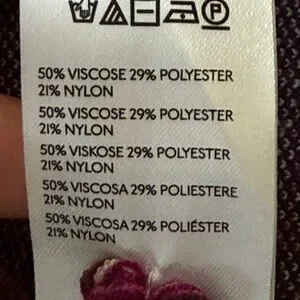 P
50% VISCOSE 29% POLYESTER
21% NYLON
50% VISCOSE 29% POLYESTER
21% NYLON
50% VISKOSE 29% POLYESTER
21% NYLON
50% VISCOSA 29% POLIESTERE
21% NYLON
50% VISCOSA 29% POLIÉSTER
21% NYLON